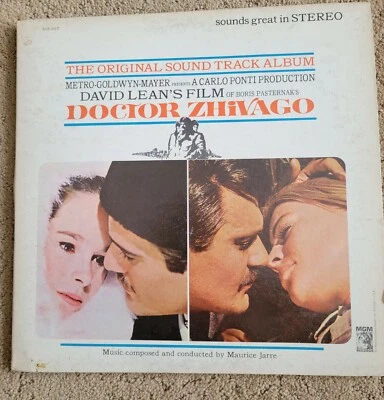 sounds great in STEREO
THE ORIGINAL SOUND TRACK ALBUM
METRO-GOLDWYN-MAYER PRESENTS A CARLO PONTI PRODUCTION
DAVID LEAN'S FILM OF BORIS PASTERNAK'S
DOCTOR ZHiVAGO
MGM
Music composed and conducted by Maurice Jarre